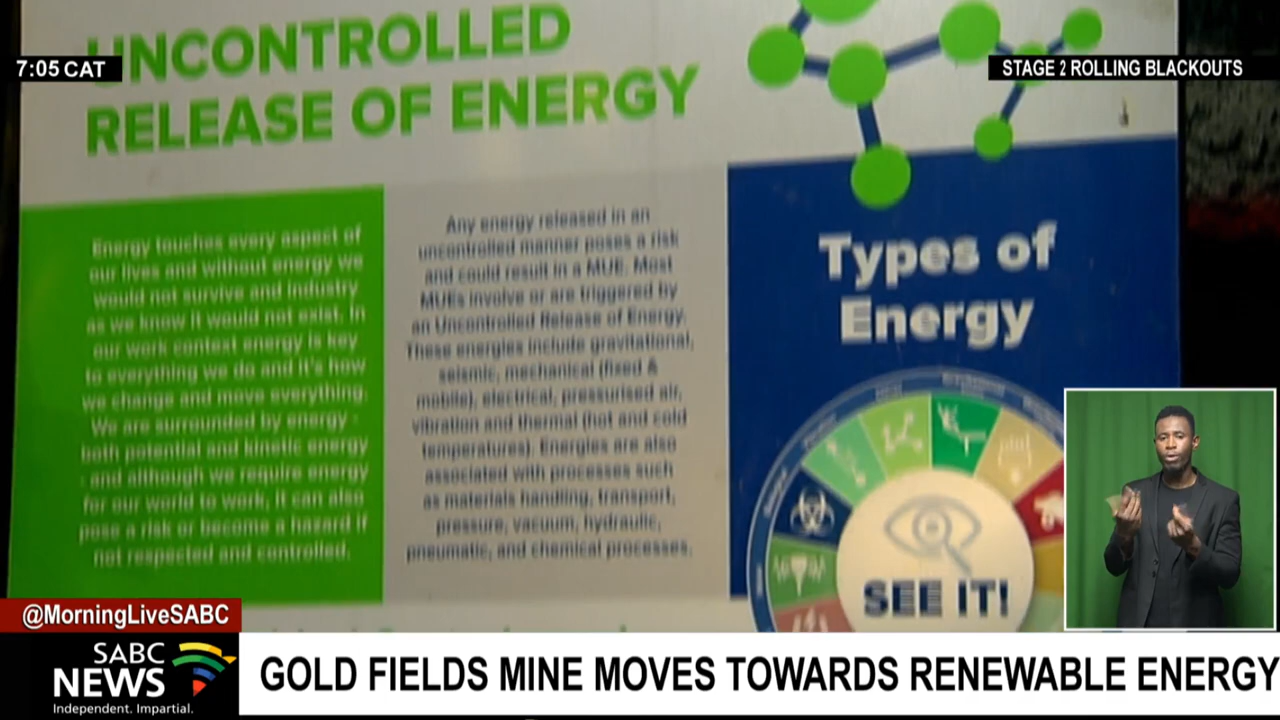 UNCONTROLLED
RELEASE OF ENERGY
7:05 CAT
STAGE 2 ROLLING BLACKOUTS
Energy touches every aspect of
our lives and without energy we
would not survive and industry
as we know it would not exist. In
our work context energy is key
to everything we do and it's how
we change and move everything.
We are surrounded by energy -
both potential and kinetic energy
- and although we require energy
for our world to work, it can also
pose a risk or become a hazard if
not respected and controlled.
Any energy released in an
uncontrolled manner poses a risk
and could result in a MUE. Most
MUEs involve or are triggered by
an Uncontrolled Release of Energy.
These energies include gravitational,
seismic, mechanical (fixed &
mobile), electrical, pressurised air,
vibration and thermal (hot and cold
temperatures). Energies are also
associated with processes such
as materials handling, transport,
pressure, vacuum, hydraulic,
pneumatic, and chemical processes.
Types of
Energy
SEE IT!
@MorningLiveSABC
SABC
NEWS
Independent. Impartial.
GOLD FIELDS MINE MOVES TOWARDS RENEWABLE ENERGY